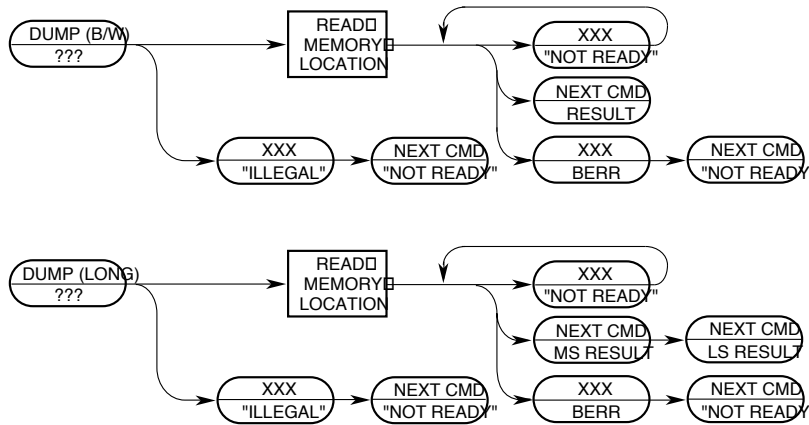 DUMP (B/W)
???
READ
MEMORY
LOCATION
XXX
"NOT READY"
NEXT CMD
RESULT
XXX
"ILLEGAL"
NEXT CMD
"NOT READY"
XXX
BERR
NEXT CMD
"NOT READY
DUMP (LONG)
???
READ
MEMORY
LOCATION
XXX
"NOT READY"
NEXT CMD
MS RESULT
NEXT CMD
LS RESULT
XXX
"ILLEGAL"
NEXT CMD
"NOT READY"
XXX
BERR
NEXT CMD
"NOT READY